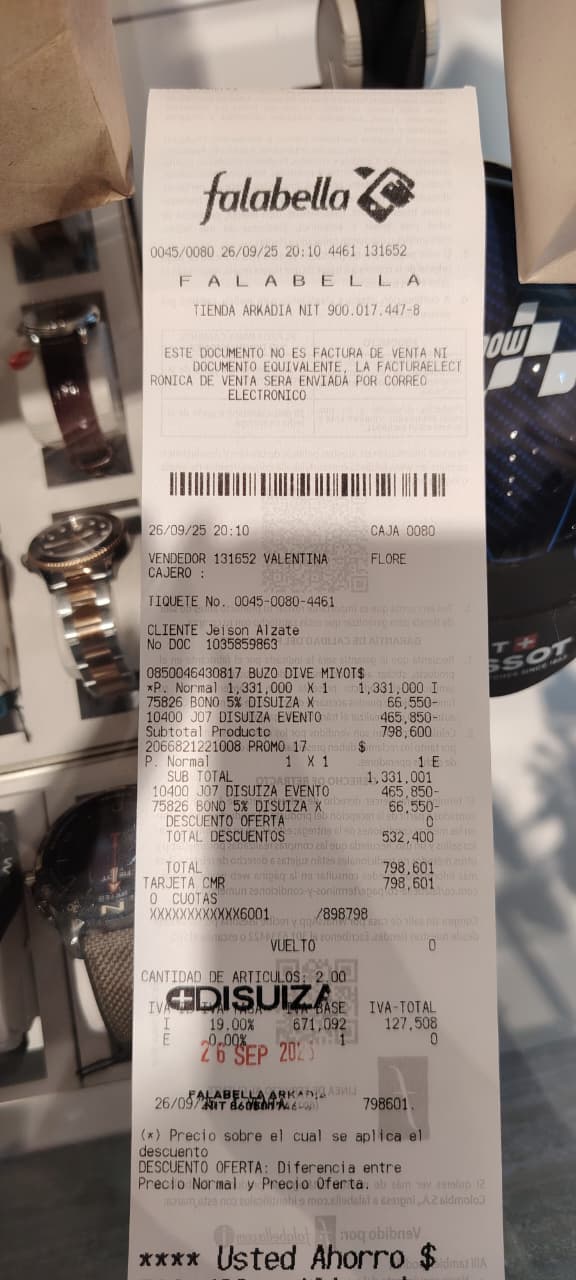 falabella
0045/0080 26/09/25 20:10 4461 131652
F A L A B E L L A
TIENDA ARKADIA NIT 900.017.447-8
ESTE DOCUMENTO NO ES FACTURA DE VENTA NI
DOCUMENTO EQUIVALENTE, LA FACTURAELECT
RONICA DE VENTA SERA ENVIADA POR CORREO
ELECTRONICO
26/09/25 20:10 CAJA 0080
VENDEDOR 131652 VALENTINA FLORE
CAJERO :
TIQUETE No. 0045-0080-4461
CLIENTE Jeison Alzate
No DOC 1035859863
0850046430817 BUZO DIVE MIYOT$
*P. Normal 1,331,000 X 1 1,331,000 I
75826 BONO 5% DISUIZA X 66,550-
10400 J07 DISUIZA EVENTO 465,850-
Subtotal Producto 798,600
2066821221008 PROMO 17 $
P. Normal 1 X 1 1 E
SUB TOTAL 1,331,001
10400 J07 DISUIZA EVENTO 465,850-
75826 BONO 5% DISUIZA X 66,550-
DESCUENTO OFERTA 0
TOTAL DESCUENTOS 532,400
TOTAL 798,601
TARJETA CMR 798,601
0 CUOTAS
XXXXXXXXXXXX6001 /898798
VUELTO 0
CANTIDAD DE ARTICULOS: 2.00
DISUIZA
IVA BASE IVA-TOTAL
I 19.00% 671,092 127,508
E 0.00% 1 0
26 SEP 202
FALABELLA
26/09/ 798601.
(*) Precio sobre el cual se aplica el
descuento
DESCUENTO OFERTA: Diferencia entre
Precio Normal y Precio Oferta.
**** Usted Ahorro $